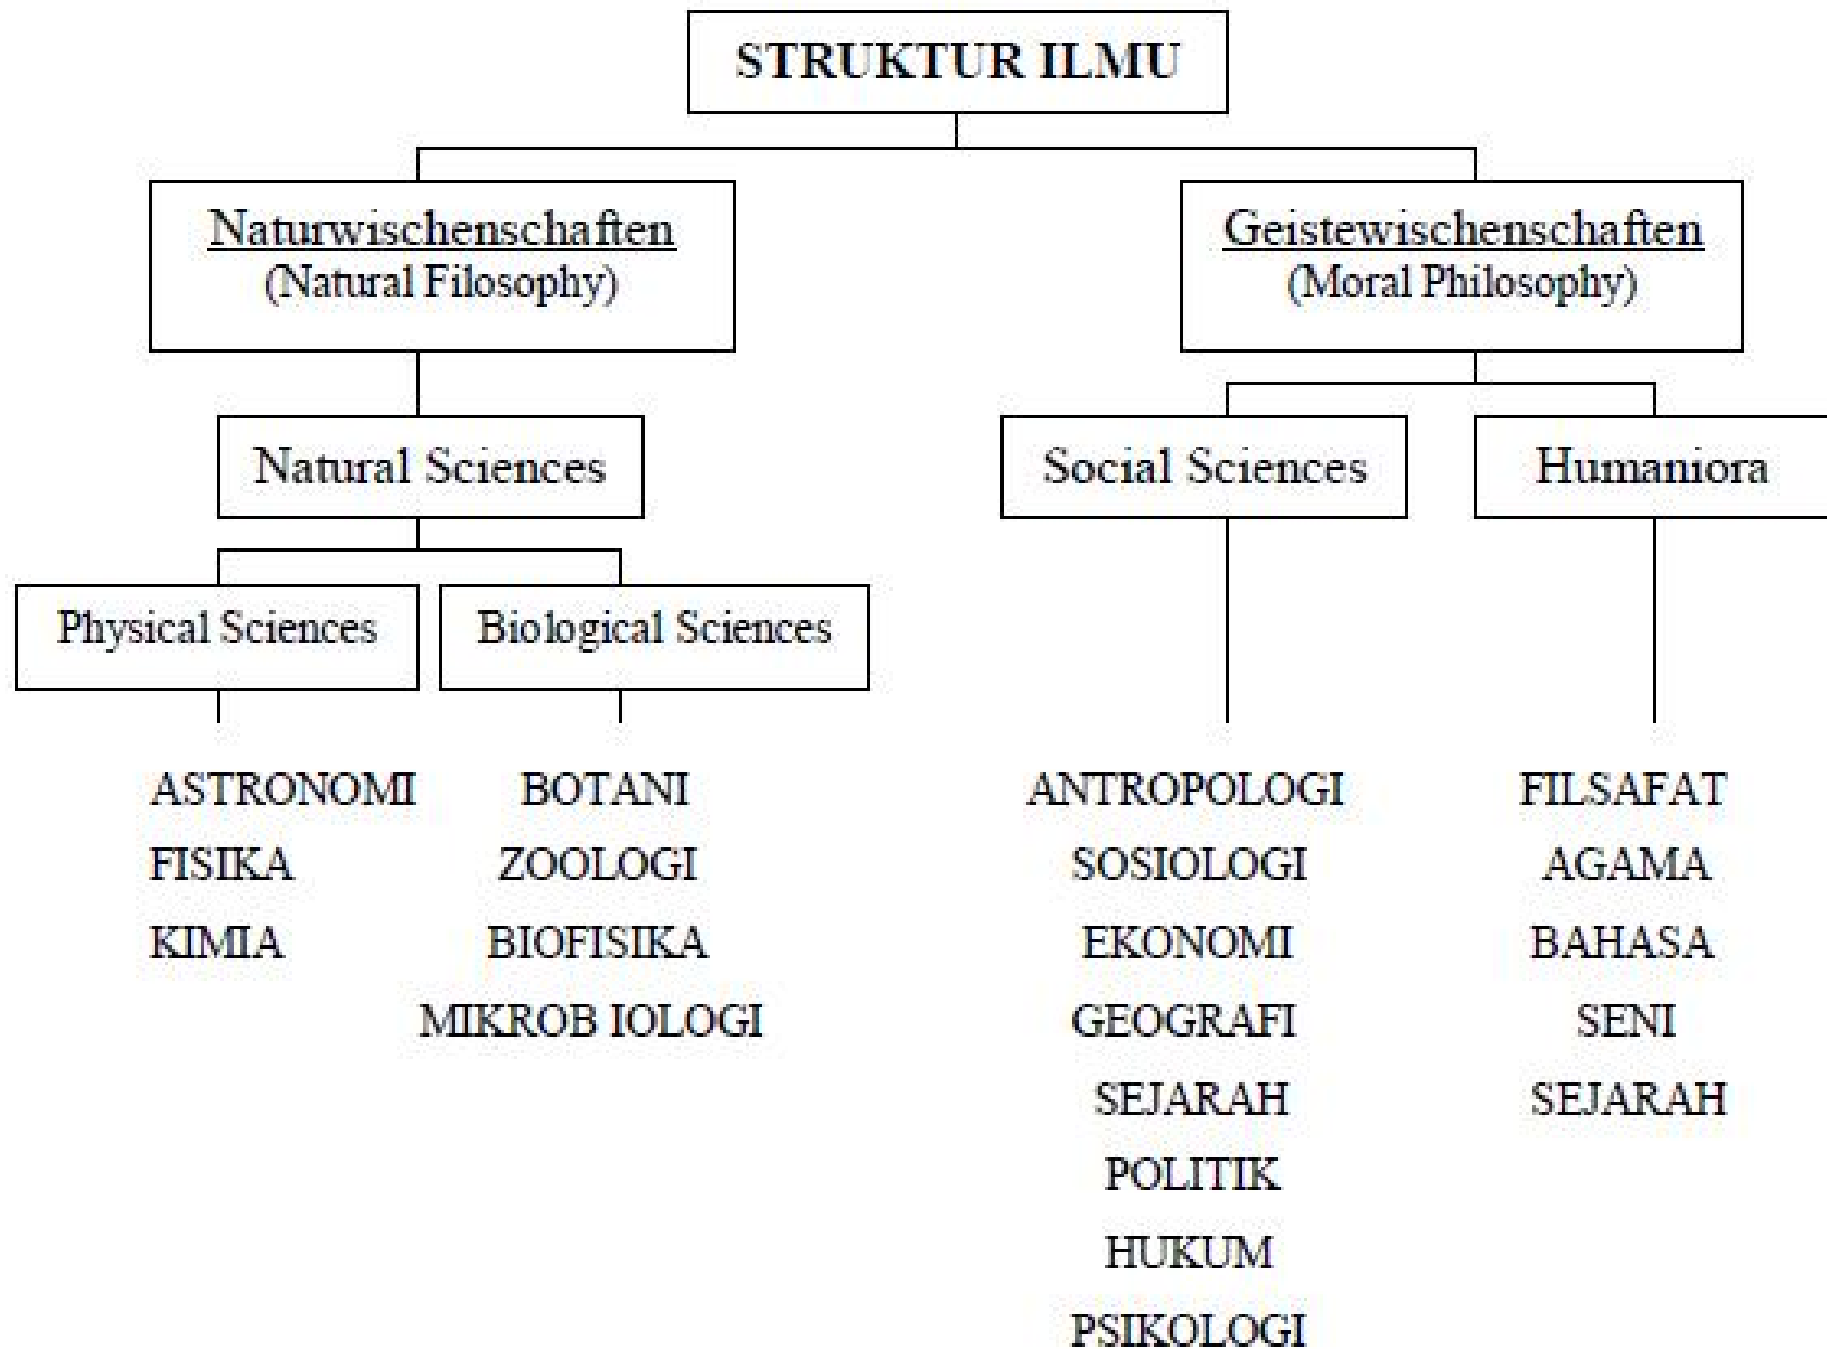 STRUKTUR ILMU
Naturwischenschaften
(Natural Filosophy)
Geistewischenschaften
(Moral Philosophy)
Natural Sciences
Social Sciences
Humaniora
Physical Sciences
Biological Sciences
ASTRONOMI
FISIKA
KIMIA
BOTANI
ZOOLOGI
BIOFISIKA
MIKROB IOLOGI
ANTROPOLOGI
SOSIOLOGI
EKONOMI
GEOGRAFI
SEJARAH
POLITIK
HUKUM
PSIKOLOGI
FILSAFAT
AGAMA
BAHASA
SENI
SEJARAH